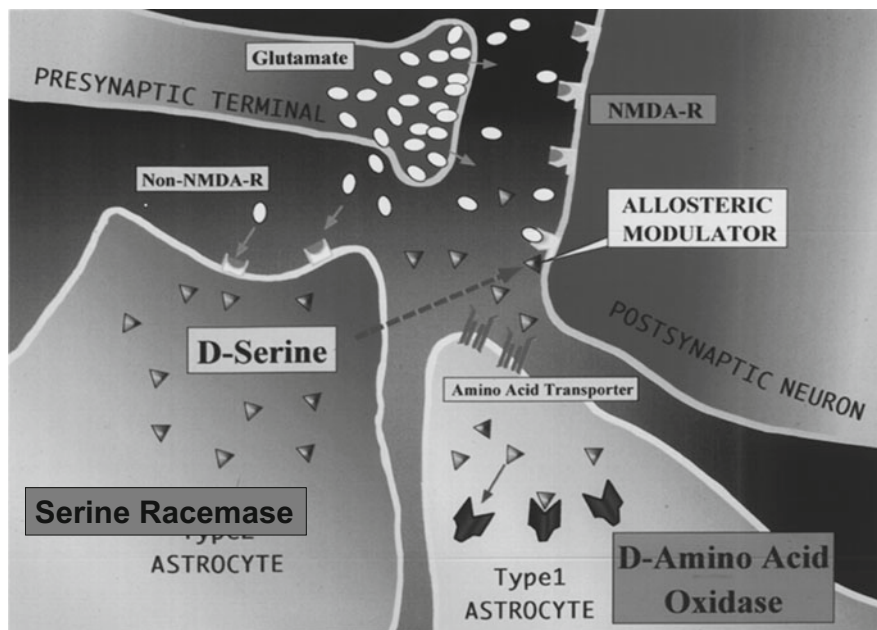 Glutamate
PRESYNAPTIC TERMINAL
NMDA-R
Non-NMDA-R
ALLOSTERIC
MODULATOR
D-Serine
POSTSYNAPTIC NEURON
Amino Acid Transporter
Serine Racemase
Type2
ASTROCYTE
D-Amino Acid
Oxidase
Type1
ASTROCYTE